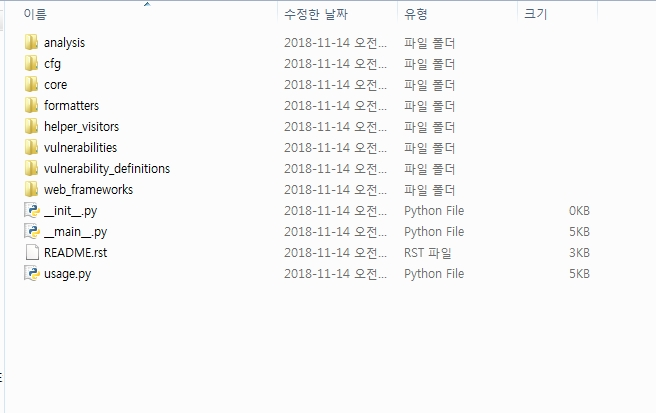 이름 수정한 날짜 유형 크기
analysis 2018-11-14 오전... 파일 폴더
cfg 2018-11-14 오전... 파일 폴더
core 2018-11-14 오전... 파일 폴더
formatters 2018-11-14 오전... 파일 폴더
helper_visitors 2018-11-14 오전... 파일 폴더
vulnerabilities 2018-11-14 오전... 파일 폴더
vulnerability_definitions 2018-11-14 오전... 파일 폴더
web_frameworks 2018-11-14 오전... 파일 폴더
__init__.py 2018-11-14 오전... Python File 0KB
__main__.py 2018-11-14 오전... Python File 5KB
README.rst 2018-11-14 오전... RST 파일 3KB
usage.py 2018-11-14 오전... Python File 5KB